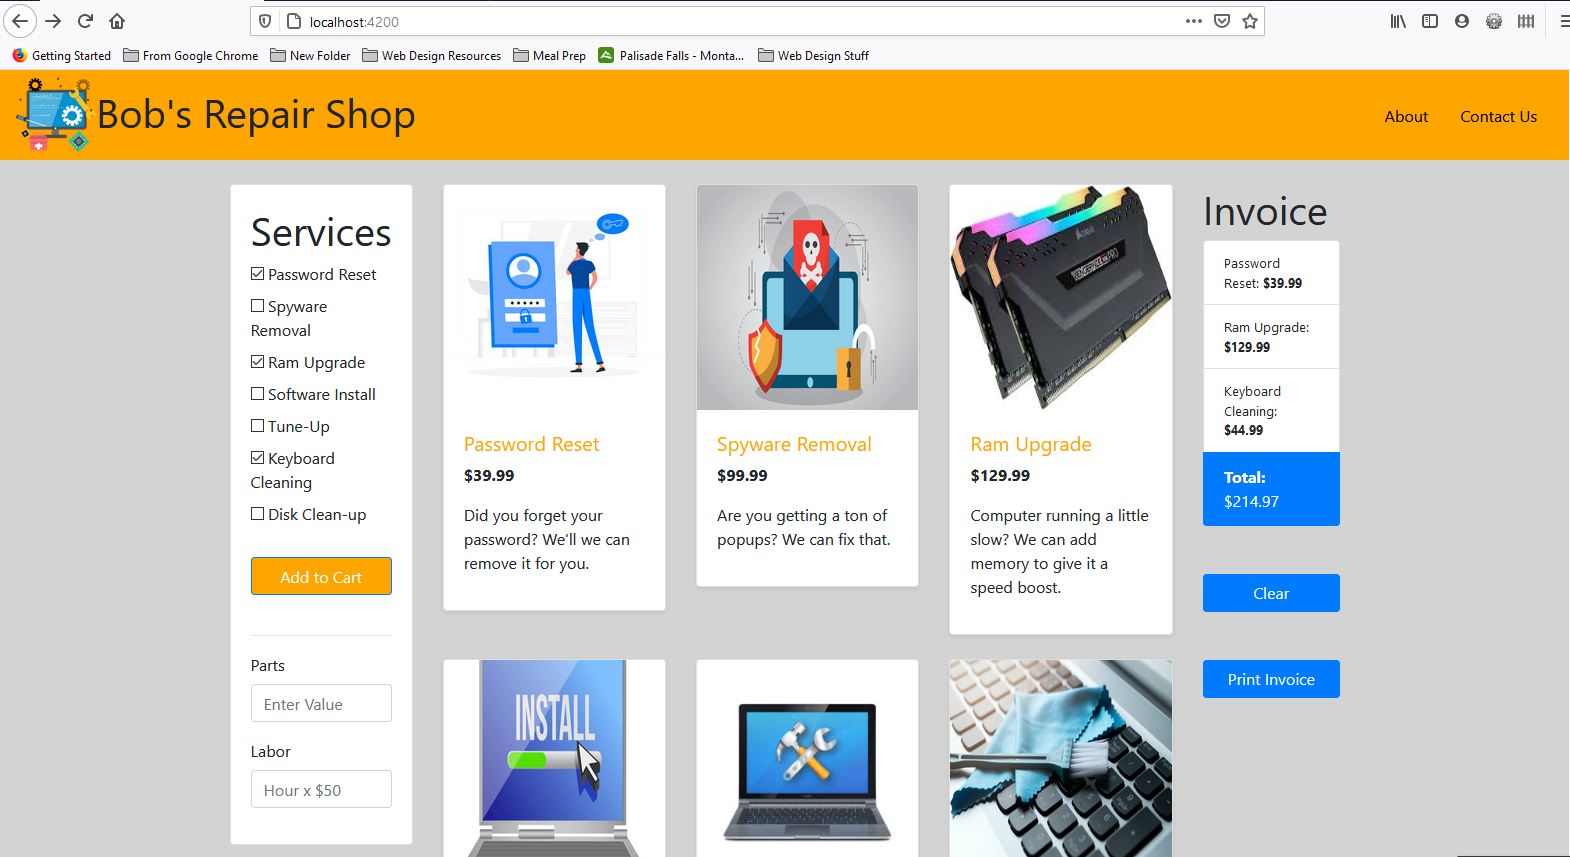 localhost:4200
Getting Started
From Google Chrome
New Folder
Web Design Resources
Meal Prep
Palisade Falls - Monta...
Web Design Stuff
Bob's Repair Shop
About
Contact Us
Services
Password Reset
Spyware
Removal
Ram Upgrade
Software Install
Tune-Up
Keyboard
Cleaning
Disk Clean-up
Add to Cart
Parts
Enter Value
Labor
Hour x $50
Password Reset
$39.99
Did you forget your
password? We'll we can
remove it for you.
Spyware Removal
$99.99
Are you getting a ton of
popups? We can fix that.
CORSAIR
VENGEANCE RGB PRO
Ram Upgrade
$129.99
Computer running a little
slow? We can add
memory to give it a
speed boost.
INSTALL
Invoice
Password
Reset: $39.99
Ram Upgrade:
$129.99
Keyboard
Cleaning:
$44.99
Total:
$214.97
Clear
Print Invoice